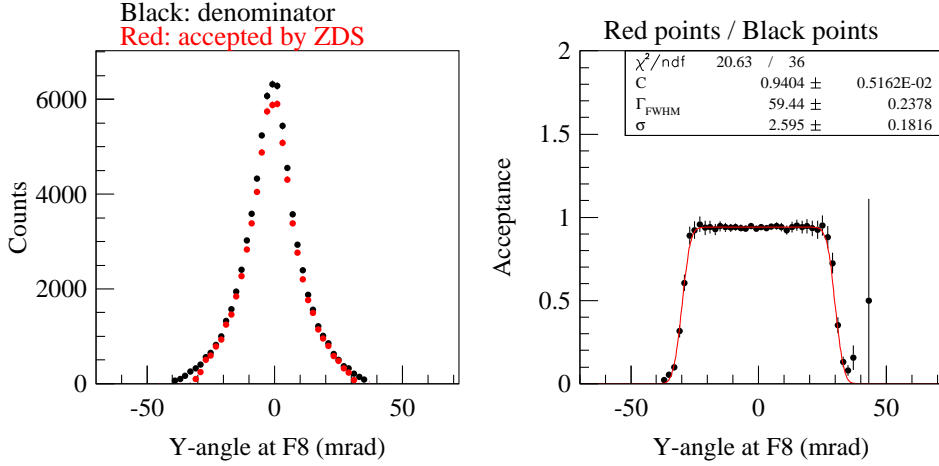 Black: denominator
Red: accepted by ZDS
6000
4000
2000
0
Counts
-50 0 50
Y-angle at F8 (mrad)
Red points / Black points
χ²/ndf 20.63 / 36
C 0.9404 ± 0.5162E-02
Γ_FWHM 59.44 ± 0.2378
σ 2.595 ± 0.1816
2
1.5
1
0.5
0
Acceptance
-50 0 50
Y-angle at F8 (mrad)